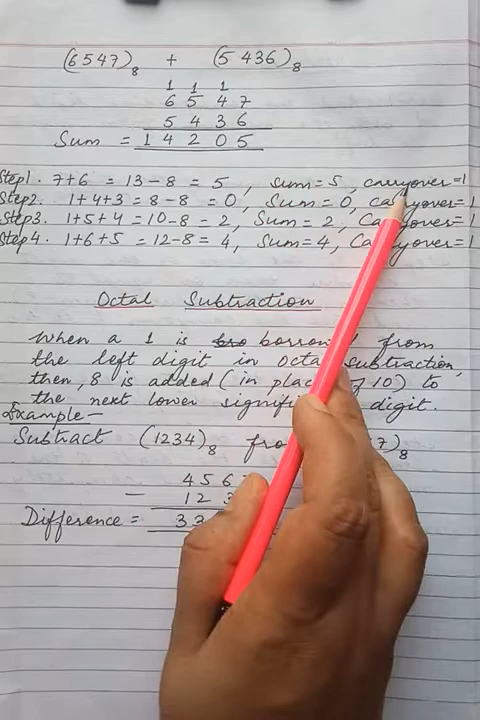 (6547)8 + (5436)8
1 1 1
6 5 4 7
5 4 3 6
Sum = 1 4 2 0 5
Step1. 7+6 = 13-8 = 5 , sum=5 , carryover=1
Step2. 1+4+3 = 8-8 = 0, Sum=0, carryover=1
Step3. 1+5+4 = 10-8 = 2, Sum=2, Carryover=1
Step4. 1+6+5 = 12-8 = 4, Sum=4, Carryover=1
Octal Subtraction
When a 1 is from
the left digit in subtraction,
then, 8 is added (in 10) to
the next lower digit.
Example-
Subtract (1234)8 7)8
4 5 6
- 1 2
Difference = 3 3